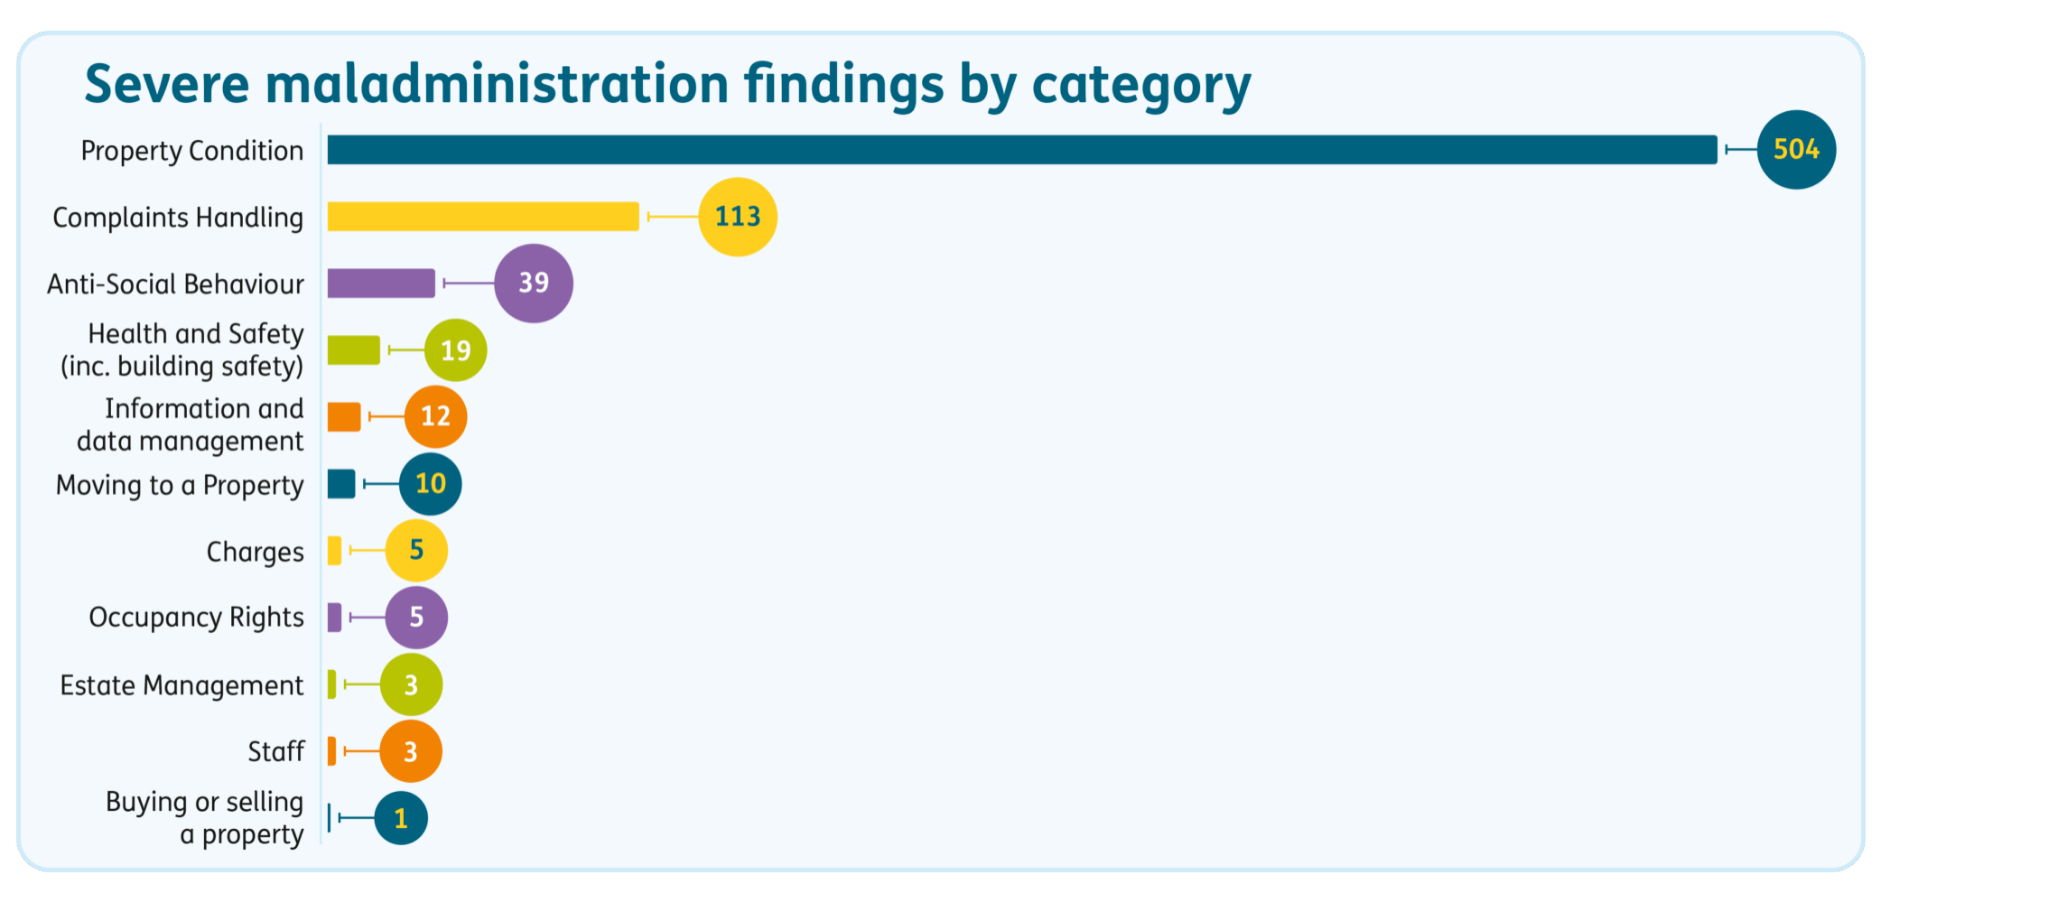 Severe maladministration findings by category
Property Condition
504
Complaints Handling
113
Anti-Social Behaviour
39
Health and Safety
(inc. building safety)
19
Information and
data management
12
Moving to a Property
10
Charges
5
Occupancy Rights
5
Estate Management
3
Staff
3
Buying or selling
a property
1